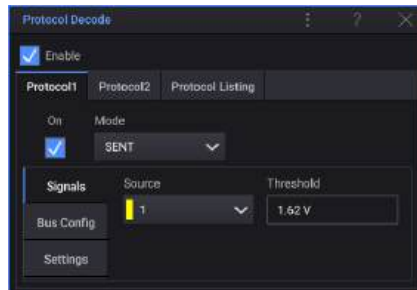 Protocol Decode ?
Enable
Protocol1 Protocol2 Protocol Listing
On Mode
SENT
Signals Source Threshold
1 1.62 V
Bus Config
Settings